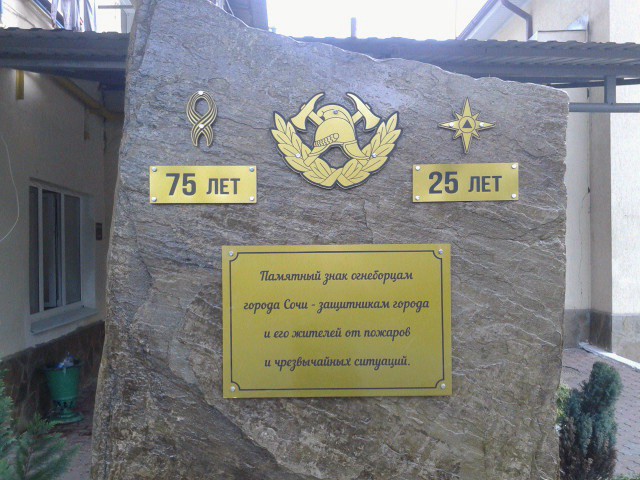 75 ЛЕТ
25 ЛЕТ
Памятный знак огнеборцам
города Сочи - защитникам города
и его жителей от пожаров
и чрезвычайных ситуаций.